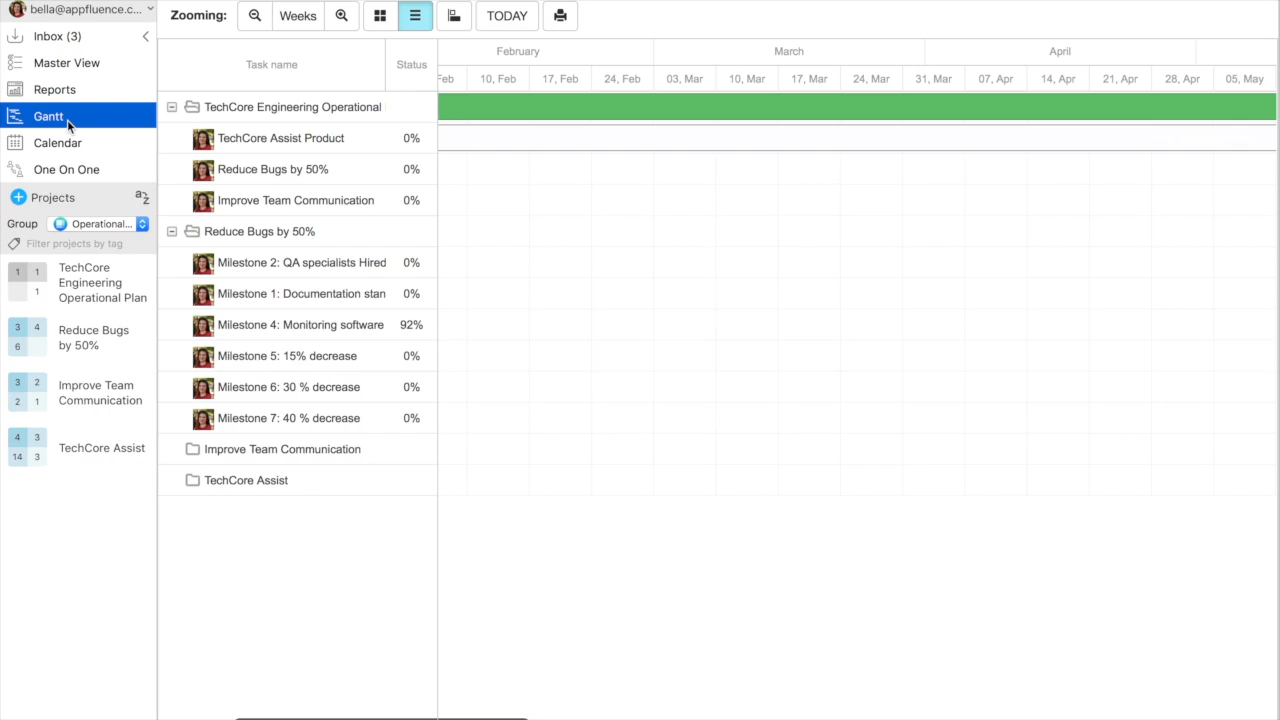 bella@appfluence.c...
Inbox (3)
Master View
Reports
Gantt
Calendar
One On One
Projects
a
z
Group
Operational...
Filter projects by tag
1 1
1
TechCore
Engineering
Operational Plan
3 4
6
Reduce Bugs
by 50%
3 2
2 1
Improve Team
Communication
4 3
14 3
TechCore Assist
Zooming:
Weeks
TODAY
Task name
Status
February
March
April
Feb
10, Feb
17, Feb
24, Feb
03, Mar
10, Mar
17, Mar
24, Mar
31, Mar
07, Apr
14, Apr
21, Apr
28, Apr
05, May
TechCore Engineering Operational
TechCore Assist Product 0%
Reduce Bugs by 50% 0%
Improve Team Communication 0%
Reduce Bugs by 50%
Milestone 2: QA specialists Hired 0%
Milestone 1: Documentation stan 0%
Milestone 4: Monitoring software 92%
Milestone 5: 15% decrease 0%
Milestone 6: 30 % decrease 0%
Milestone 7: 40 % decrease 0%
Improve Team Communication
TechCore Assist